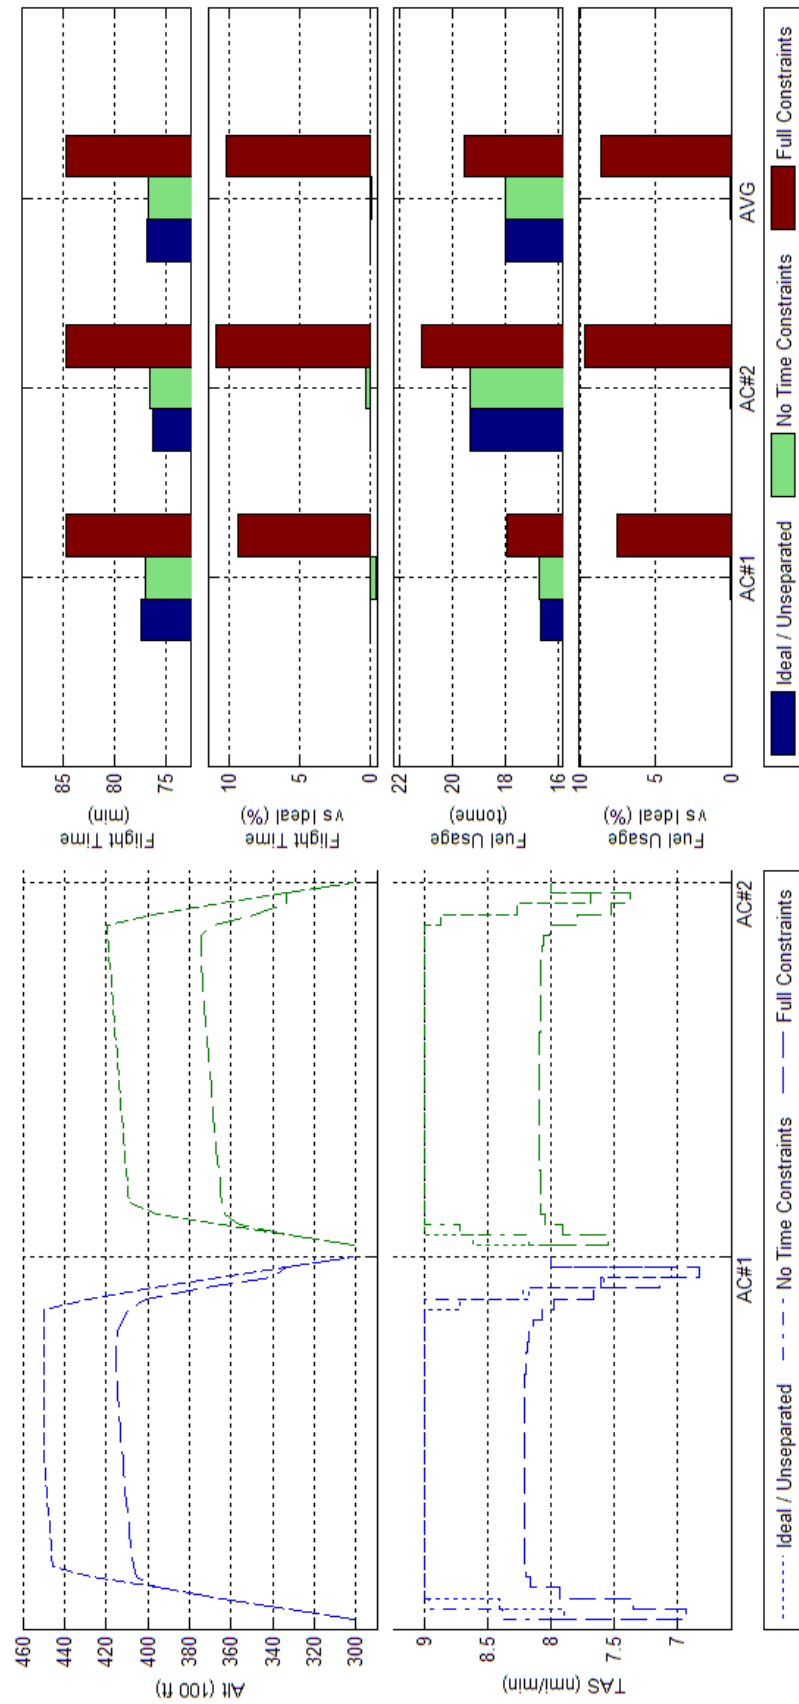 460
440
420
400
380
360
340
320
300
Alt (100 ft)
9
8.5
8
7.5
7
TAS (nmi/min)
AC#1
AC#2
Ideal / Unseparated
No Time Constraints
Full Constraints
85
80
75
Flight Time
(min)
10
5
0
Flight Time
vs Ideal (%)
22
20
18
16
Fuel Usage
(tonne)
10
5
0
Fuel Usage
vs Ideal (%)
AC#1
AC#2
AVG
Ideal / Unseparated
No Time Constraints
Full Constraints